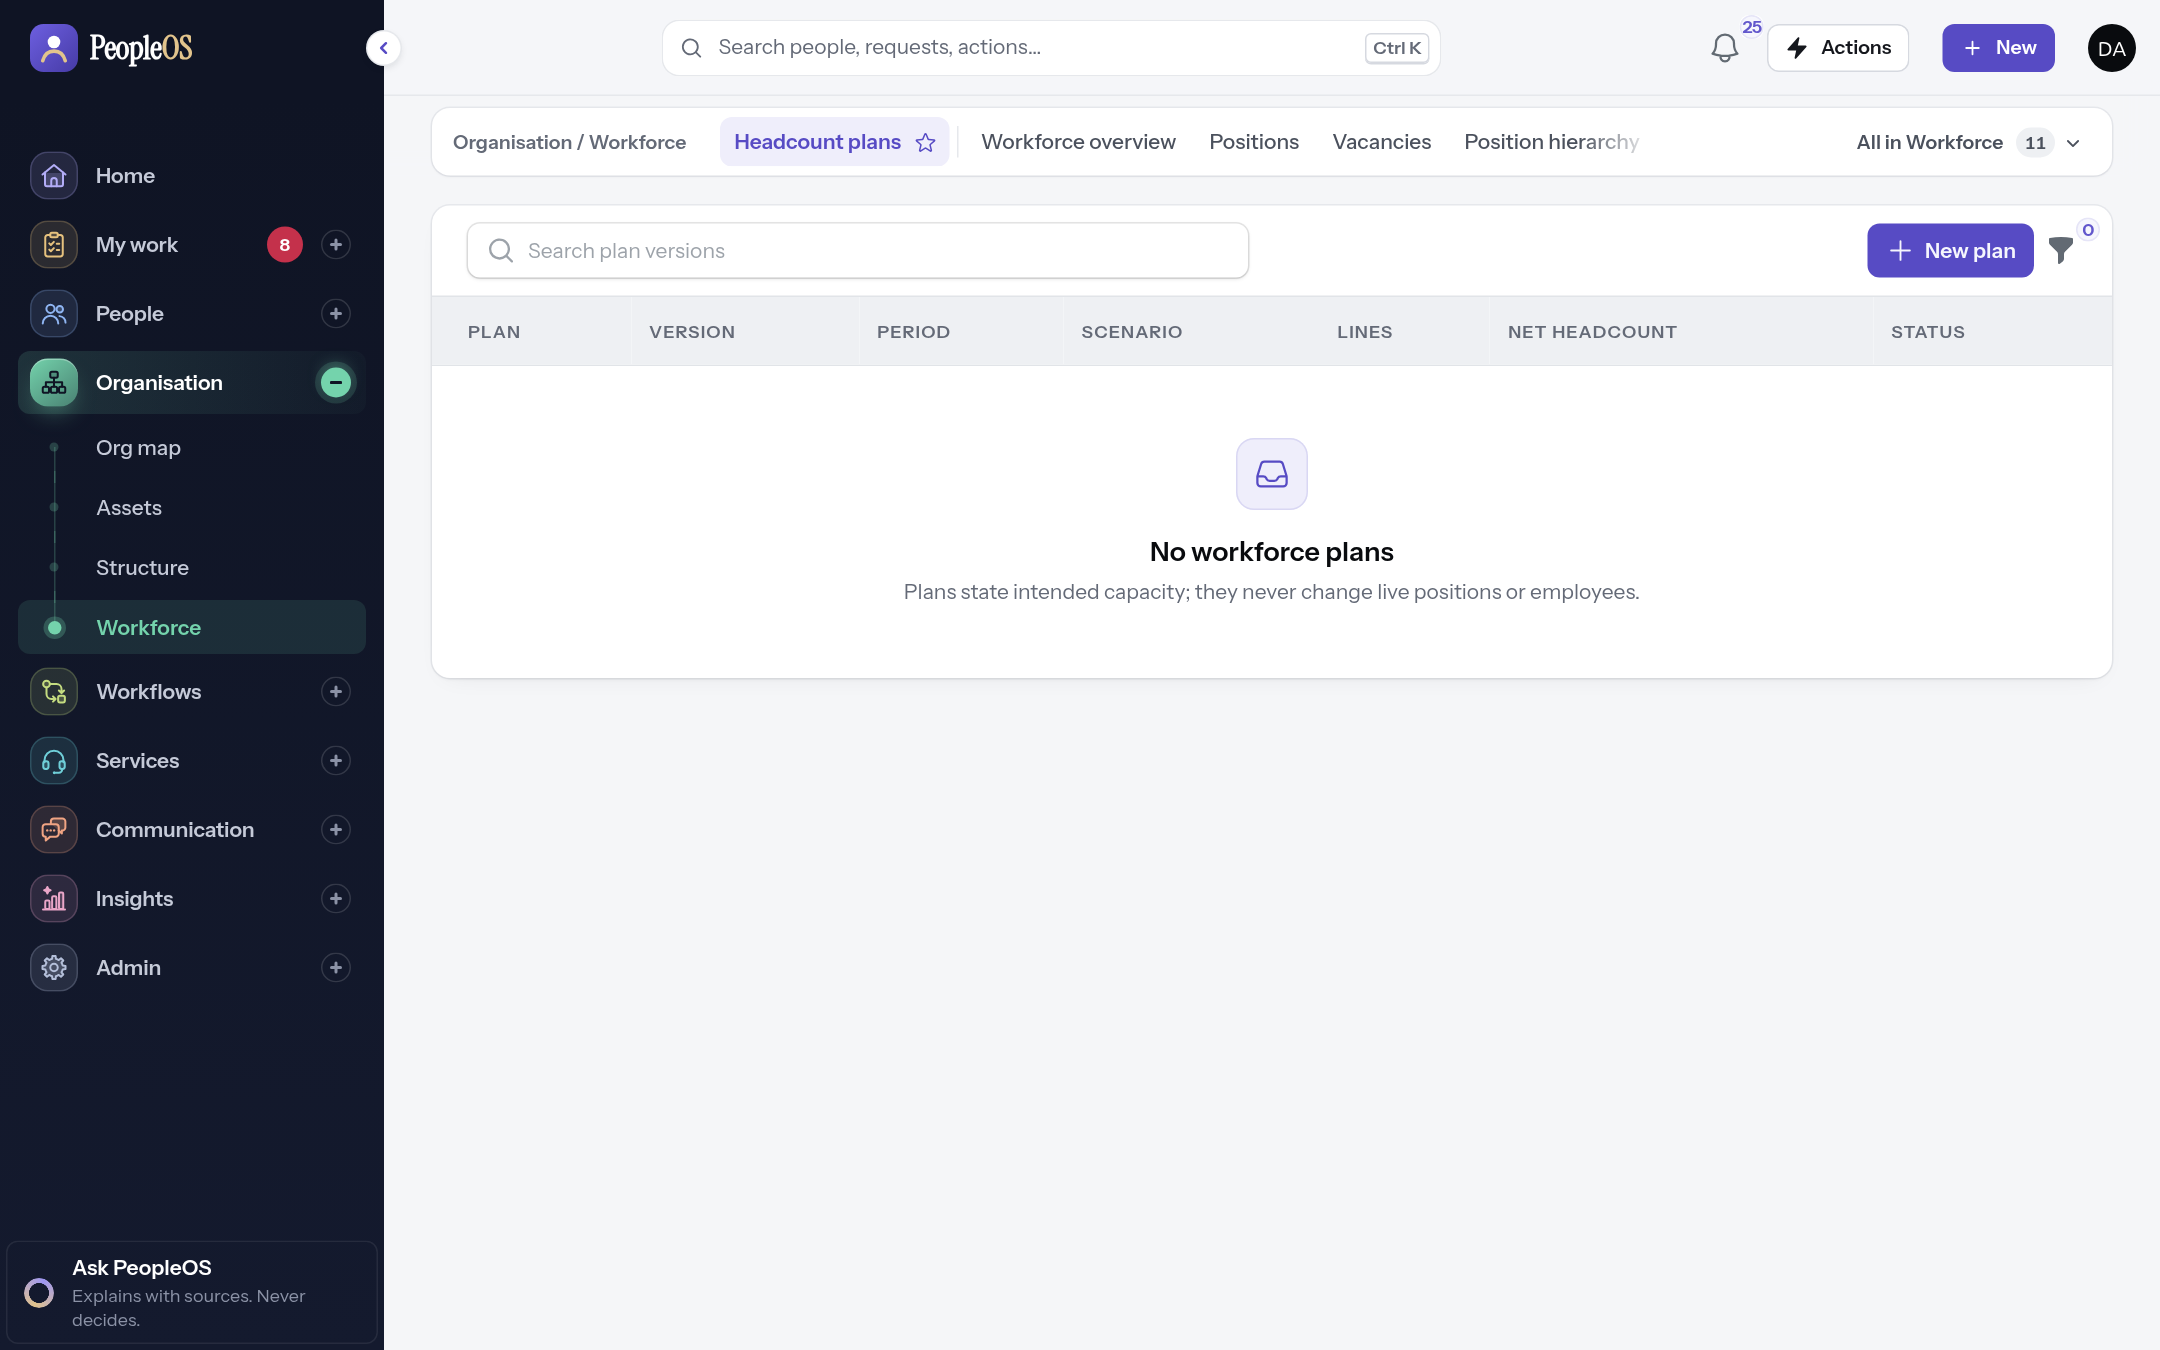 PeopleOS
Search people, requests, actions...
Ctrl K
25
Actions
New
DA
Home
My work
8
People
Organisation
Org map
Assets
Structure
Workforce
Workflows
Services
Communication
Insights
Admin
Ask PeopleOS
Explains with sources. Never
decides.
Organisation / Workforce
Headcount plans
Workforce overview
Positions
Vacancies
Position hierarchy
All in Workforce
11
Search plan versions
New plan
0
PLAN
VERSION
PERIOD
SCENARIO
LINES
NET HEADCOUNT
STATUS
No workforce plans
Plans state intended capacity; they never change live positions or employees.